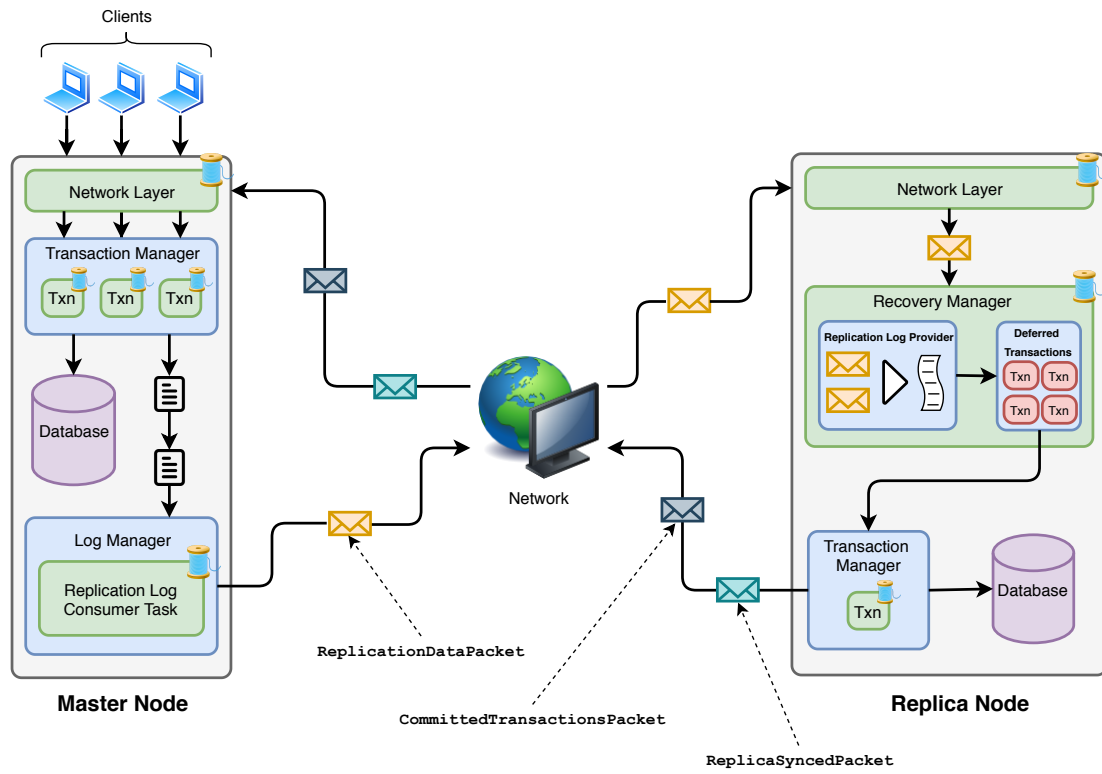 Clients
Network Layer
Transaction Manager
Txn
Txn
Txn
Database
Log Manager
Replication Log
Consumer Task
Master Node
Network
ReplicationDataPacket
CommittedTransactionsPacket
ReplicaSyncedPacket
Network Layer
Recovery Manager
Replication Log Provider
Deferred
Transactions
Txn
Txn
Txn
Txn
Transaction
Manager
Txn
Database
Replica Node